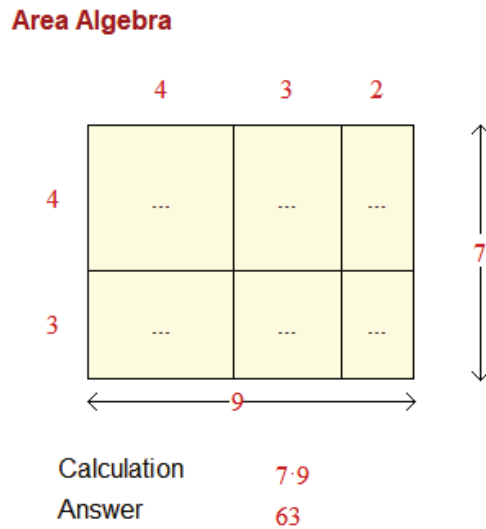 Area Algebra
4 3 2
4 --- --- ---
7
3 --- --- ---
9
Calculation 7·9
Answer 63